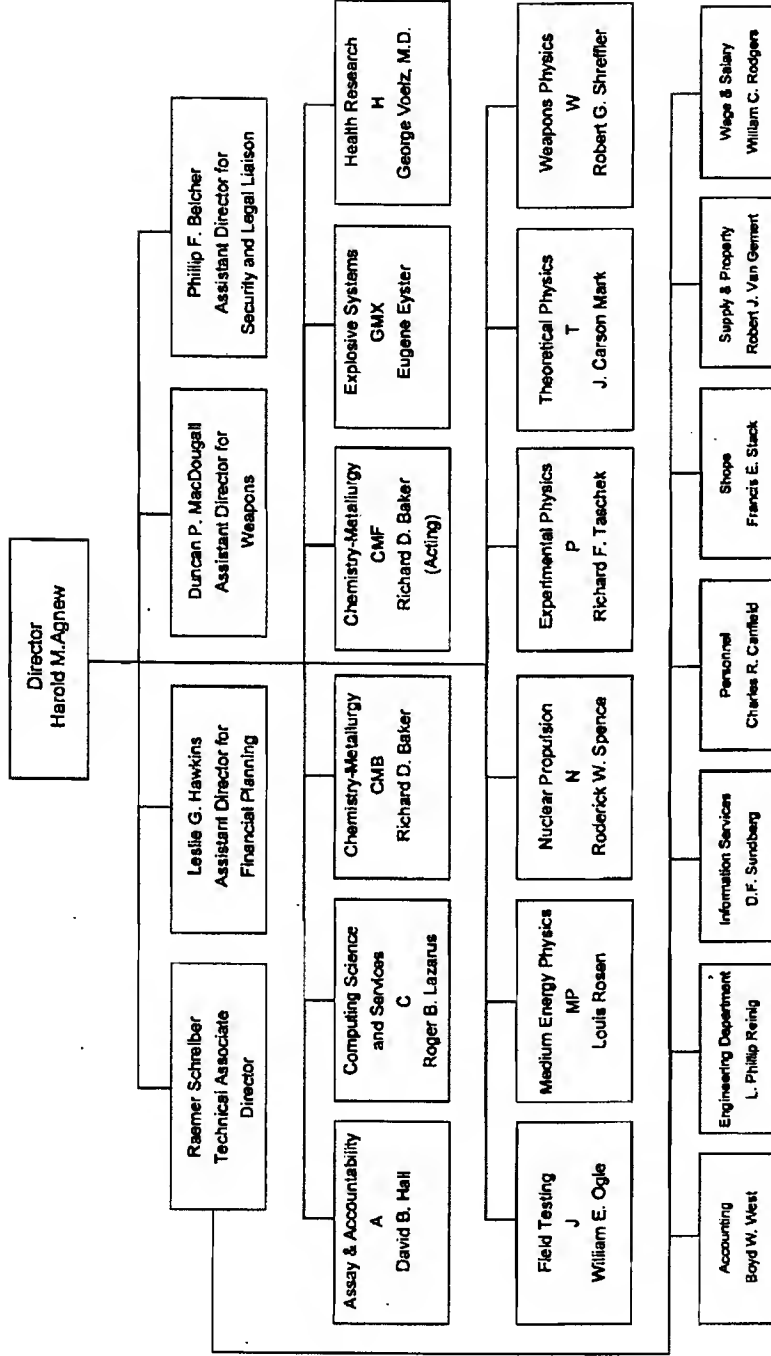 Director
Harold M.Agnew
Raemer Schreiber
Technical Associate
Director
Leslie G. Hawkins
Assistant Director for
Financial Planning
Duncan P. MacDougall
Assistant Director for
Weapons
Phillip F. Belcher
Assistant Director for
Security and Legal Liaison
Assay & Accountability
A
David B. Hall
Computing Science
and Services
C
Roger B. Lazarus
Chemistry-Metallurgy
CMB
Richard D. Baker
Chemistry-Metallurgy
CMF
Richard D. Baker
(Acting)
Explosive Systems
GMX
Eugene Eyster
Health Research
H
George Voelz, M.D.
Field Testing
J
William E. Ogle
Medium Energy Physics
MP
Louis Rosen
Nuclear Propulsion
N
Roderick W. Spence
Experimental Physics
P
Richard F. Taschek
Theoretical Physics
T
J. Carson Mark
Weapons Physics
W
Robert G. Shreffler
Accounting
Boyd W. West
Engineering Department
L. Phillip Reinig
Information Services
D.F. Sundberg
Personnel
Charles R. Canfield
Shops
Francis E. Stack
Supply & Property
Robert J. Van Gemert
Wage & Salary
William C. Rodgers